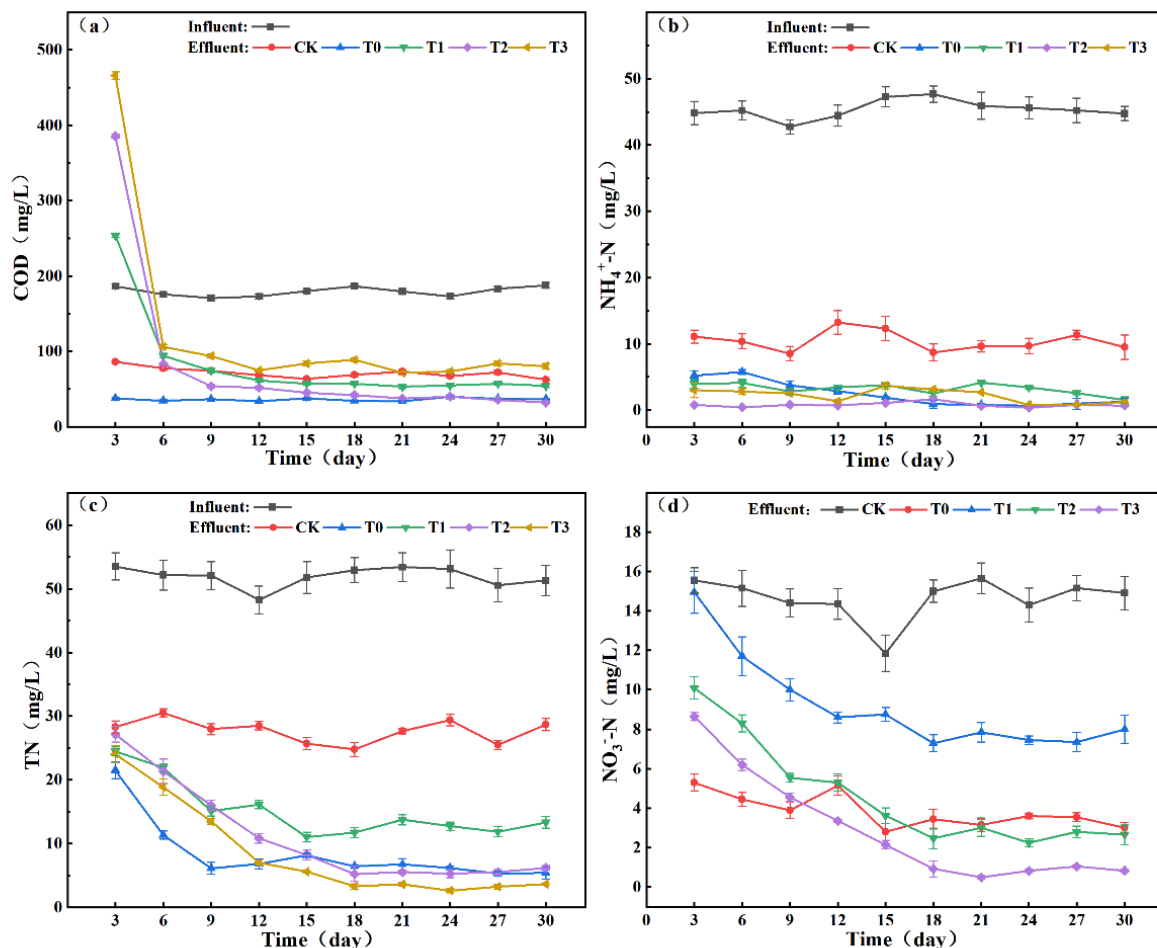 （a）
Influent:
Effluent: CK T0 T1 T2 T3
500
400
300
200
100
0
COD（mg/L）
3 6 9 12 15 18 21 24 27 30
Time（day）
（b）
Influent:
Effluent: CK T0 T1 T2 T3
50
40
30
20
10
0
NH₄⁺-N（mg/L）
0 3 6 9 12 15 18 21 24 27 30
Time（day）
（c）
Influent:
Effluent: CK T0 T1 T2 T3
60
50
40
30
20
10
0
TN（mg/L）
3 6 9 12 15 18 21 24 27 30
Time（day）
（d）
Effluent： CK T0 T1 T2 T3
18
16
14
12
10
8
6
4
2
0
NO₃⁻-N（mg/L）
0 3 6 9 12 15 18 21 24 27 30
Time（day）